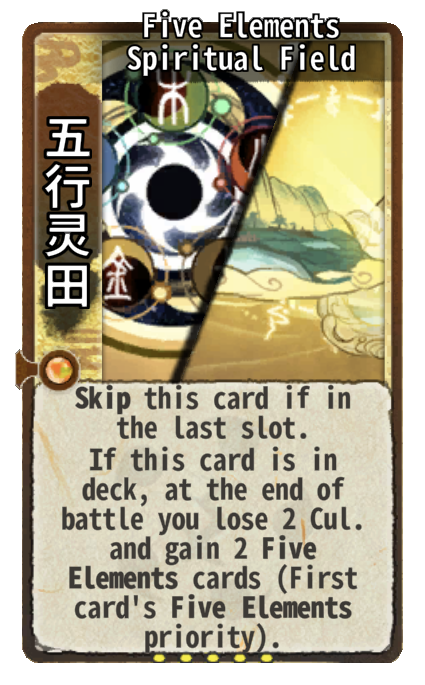 Five Elements
Spiritual Field
五行灵田
金
Skip this card if in
the last slot.
If this card is in
deck, at the end of
battle you lose 2 Cul.
and gain 2 Five
Elements cards (First
card's Five Elements
priority).